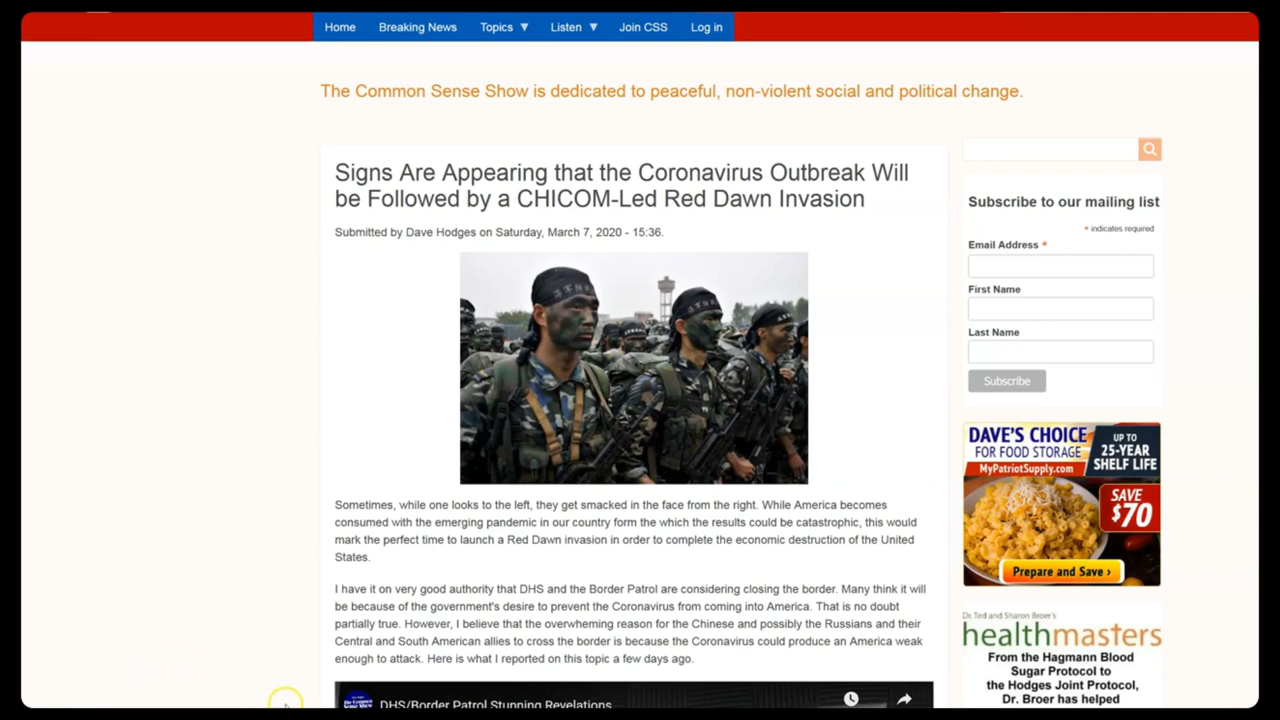 Home Breaking News Topics ▼ Listen ▼ Join CSS Log in
The Common Sense Show is dedicated to peaceful, non-violent social and political change.
Signs Are Appearing that the Coronavirus Outbreak Will
be Followed by a CHICOM-Led Red Dawn Invasion
Submitted by Dave Hodges on Saturday, March 7, 2020 - 15:36.
Sometimes, while one looks to the left, they get smacked in the face from the right. While America becomes
consumed with the emerging pandemic in our country form the which the results could be catastrophic, this would
mark the perfect time to launch a Red Dawn invasion in order to complete the economic destruction of the United
States.
I have it on very good authority that DHS and the Border Patrol are considering closing the border. Many think it will
be because of the government's desire to prevent the Coronavirus from coming into America. That is no doubt
partially true. However, I believe that the overwheming reason for the Chinese and possibly the Russians and their
Central and South American allies to cross the border is because the Coronavirus could produce an America weak
enough to attack. Here is what I reported on this topic a few days ago.
DHS/Border Patrol Stunning Revelations
Subscribe to our mailing list
* indicates required
Email Address *
First Name
Last Name
Subscribe
DAVE'S CHOICE
FOR FOOD STORAGE
MyPatriotSupply.com
UP TO
25-YEAR
SHELF LIFE
SAVE
$70
Prepare and Save ›
Dr. Ted and Sharon Broer's
healthmasters
From the Hagmann Blood
Sugar Protocol to
the Hodges Joint Protocol,
Dr. Broer has helped